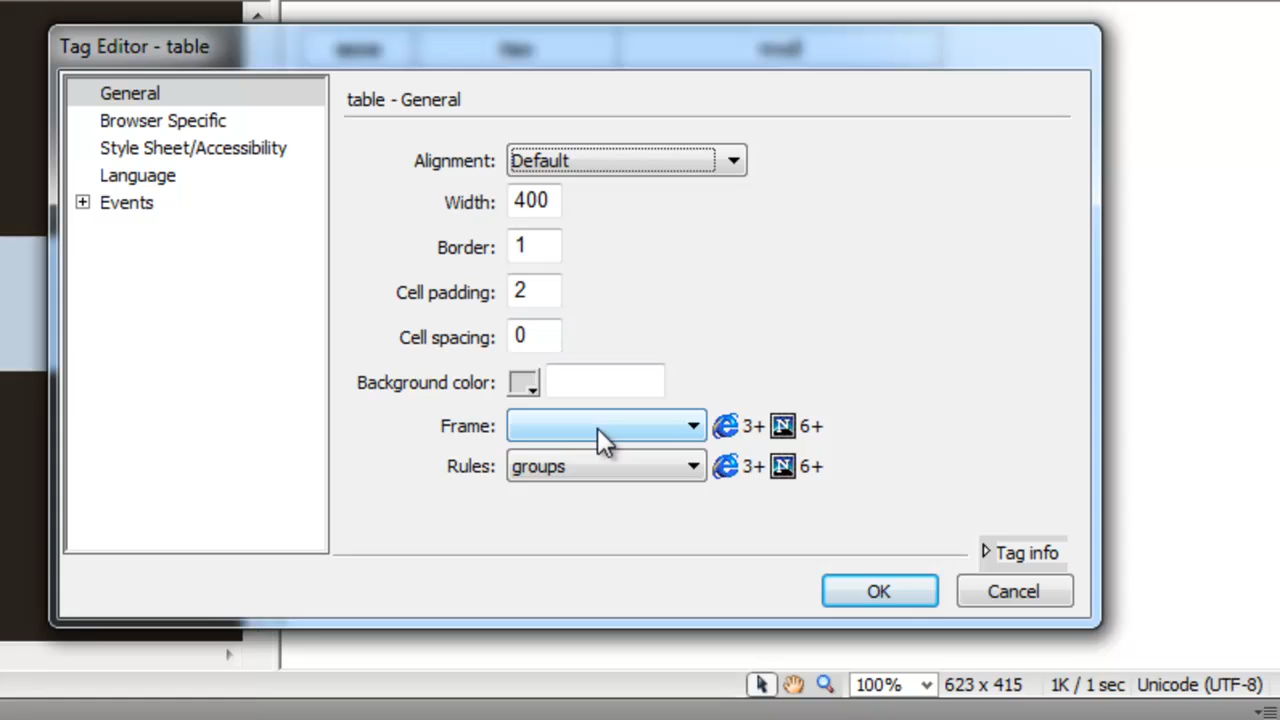 Tag Editor - table
General
Browser Specific
Style Sheet/Accessibility
Language
Events
table - General
Alignment: Default
Width: 400
Border: 1
Cell padding: 2
Cell spacing: 0
Background color:
Frame: 3+ N 6+
Rules: groups 3+ N 6+
Tag info
OK Cancel
100% 623 x 415 1K / 1 sec Unicode (UTF-8)